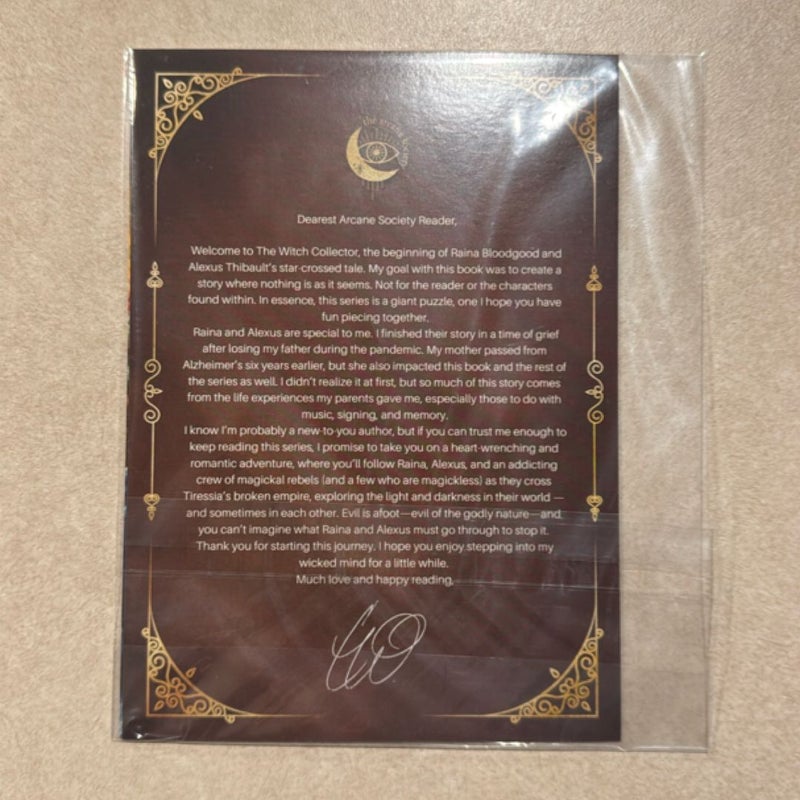 the arcane society
Dearest Arcane Society Reader,
Welcome to The Witch Collector, the beginning of Raina Bloodgood and
Alexus Thibault's star-crossed tale. My goal with this book was to create a
story where nothing is as it seems. Not for the reader or the characters
found within. In essence, this series is a giant puzzle, one I hope you have
fun piecing together.
Raina and Alexus are special to me. I finished their story in a time of grief
after losing my father during the pandemic. My mother passed from
Alzheimer's six years earlier, but she also impacted this book and the rest of
the series as well. I didn't realize it at first, but so much of this story comes
from the life experiences my parents gave me, especially those to do with
music, signing, and memory.
I know I'm probably a new-to-you author, but if you can trust me enough to
keep reading this series, I promise to take you on a heart-wrenching and
romantic adventure, where you'll follow Raina, Alexus, and an addicting
crew of magickal rebels (and a few who are magickless) as they cross
Tiressia's broken empire, exploring the light and darkness in their world —
and sometimes in each other. Evil is afoot—evil of the godly nature—and
you can't imagine what Raina and Alexus must go through to stop it.
Thank you for starting this journey. I hope you enjoy stepping into my
wicked mind for a little while.
Much love and happy reading,